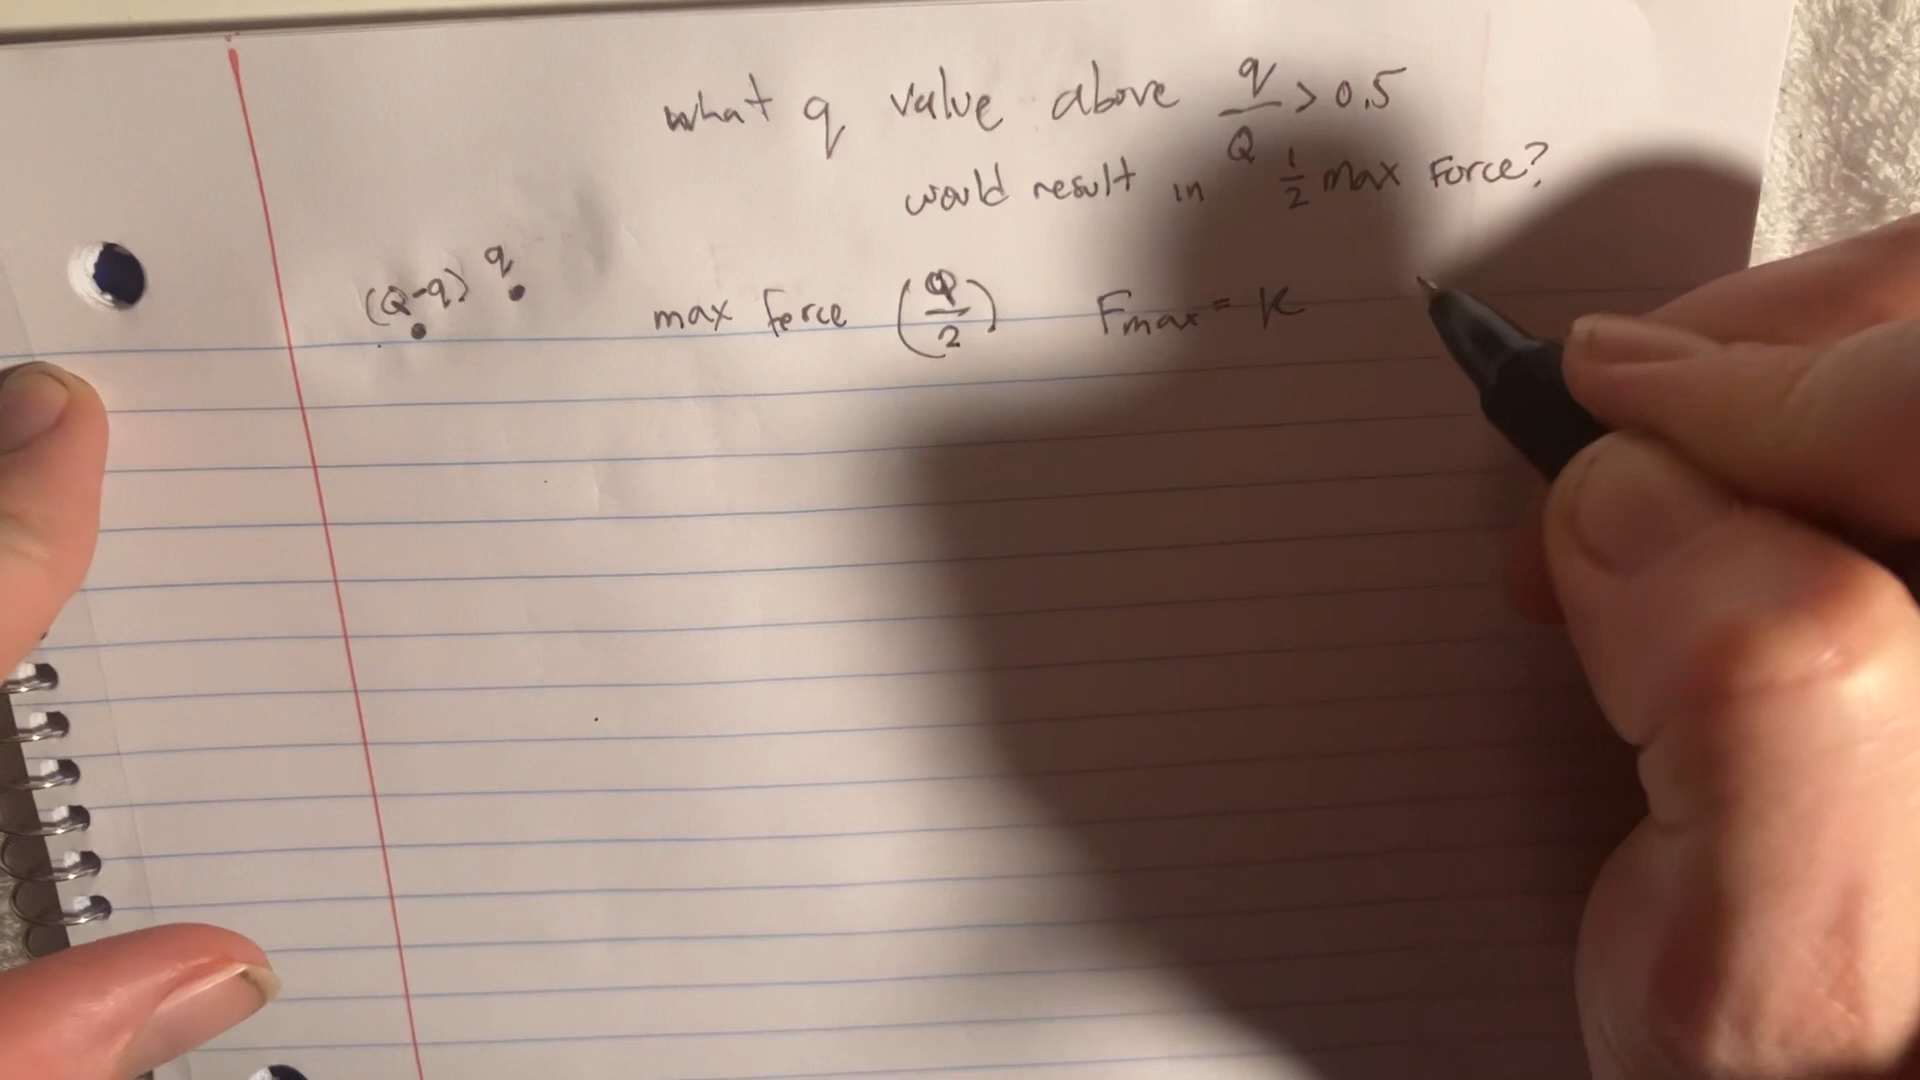 what q value above q/Q > 0.5
would result in 1/2 max force?
(Q-q) q
max force (Q/2) Fmax = K